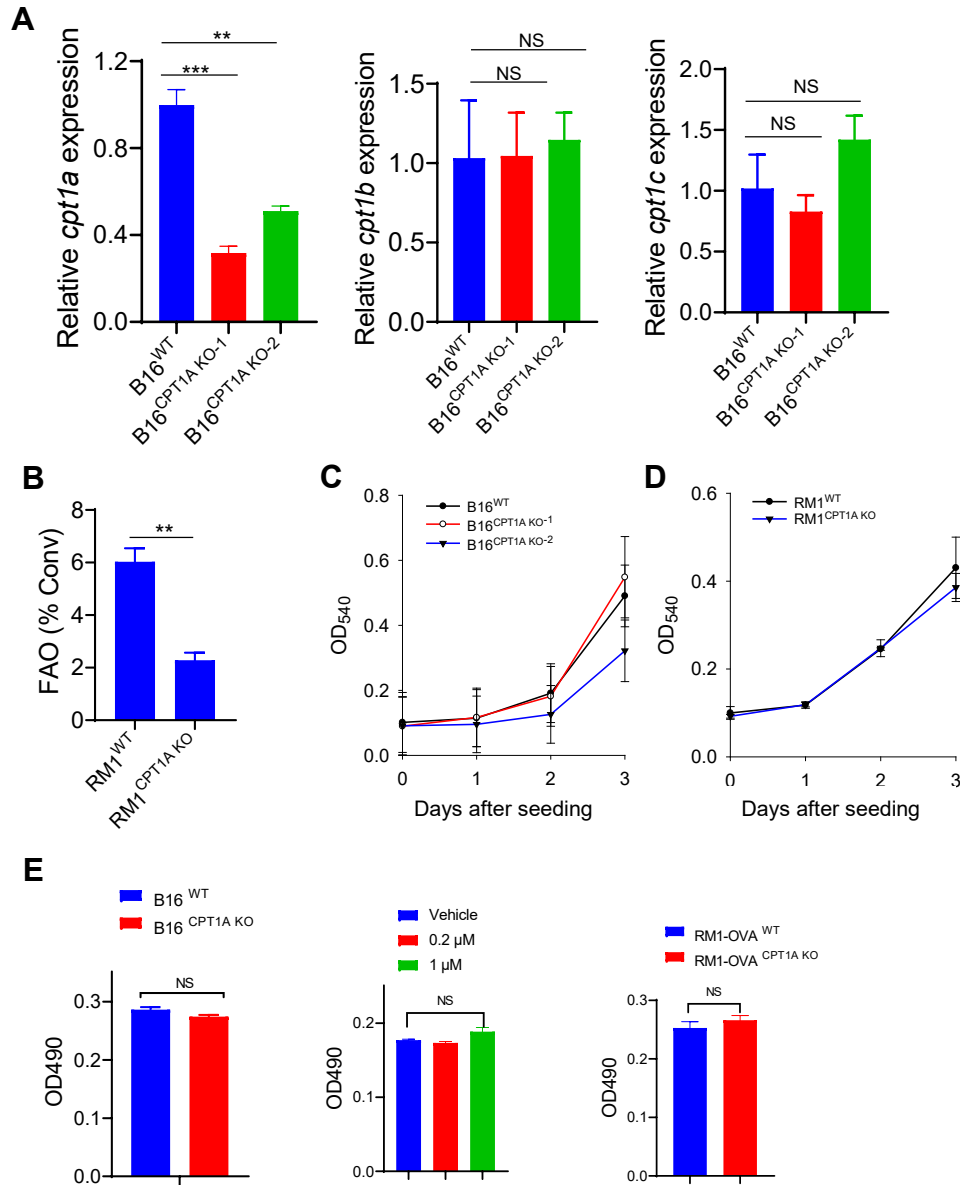 A
Relative cpt1a expression
1.2
0.8
0.4
0.0
**
***
B16WT
B16CPT1A KO-1
B16CPT1A KO-2
Relative cpt1b expression
1.5
1.0
0.5
0.0
NS
NS
B16WT
B16CPT1A KO-1
B16CPT1A KO-2
Relative cpt1c expression
2.0
1.5
1.0
0.5
0.0
NS
NS
B16WT
B16CPT1A KO-1
B16CPT1A KO-2
B
FAO (% Conv)
8
6
4
2
0
**
RM1WT
RM1CPT1A KO
C
OD540
0.8
0.6
0.4
0.2
0.0
B16WT
B16CPT1A KO-1
B16CPT1A KO-2
0 1 2 3
Days after seeding
D
OD540
0.6
0.4
0.2
0.0
RM1WT
RM1CPT1A KO
0 1 2 3
Days after seeding
E
B16 WT
B16 CPT1A KO
OD490
0.3
0.2
0.1
0.0
NS
Vehicle
0.2 µM
1 µM
OD490
0.2
0.1
0.0
NS
RM1-OVA WT
RM1-OVA CPT1A KO
OD490
0.3
0.2
0.1
0.0
NS